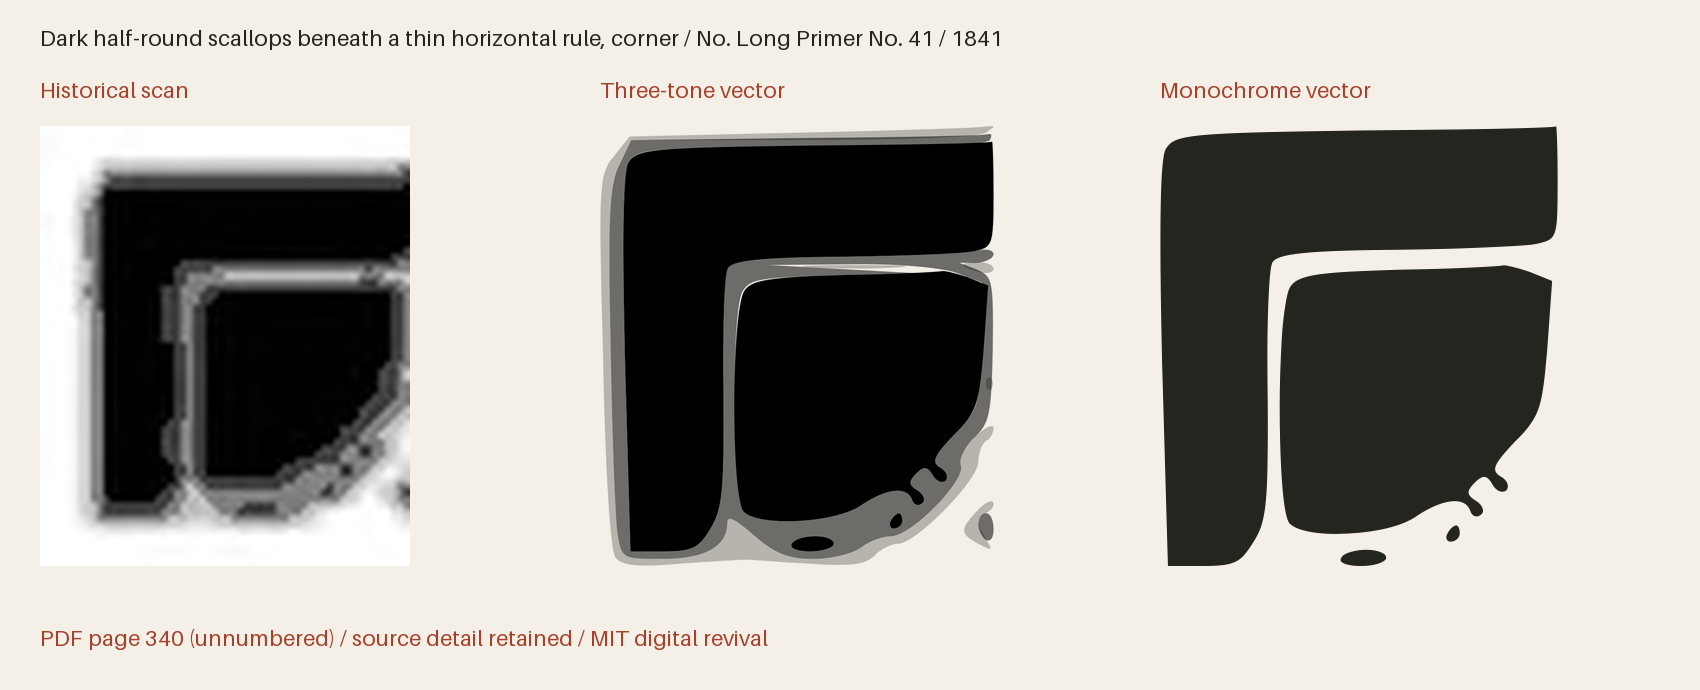 Dark half-round scallops beneath a thin horizontal rule, corner / No. Long Primer No. 41 / 1841
Historical scan
Three-tone vector
Monochrome vector
PDF page 340 (unnumbered) / source detail retained / MIT digital revival